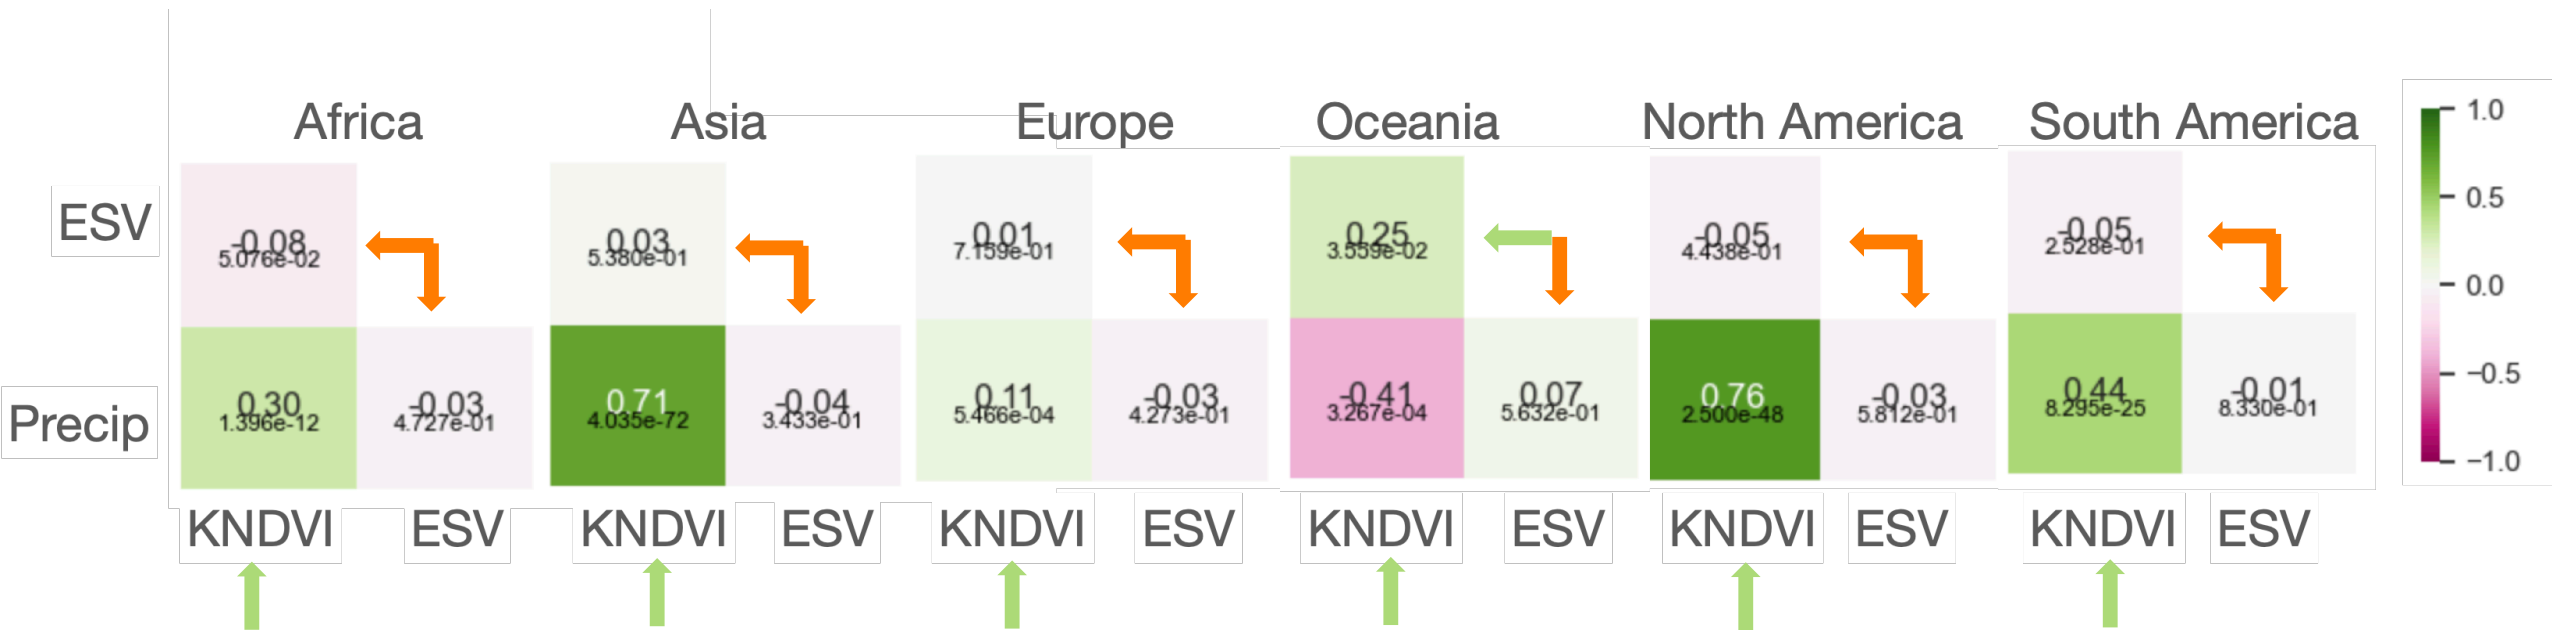 Africa Asia Europe Oceania North America South America
1.0
ESV
-0.08 0.03 0.01 0.25 -0.05 -0.05
5.076e-02 5.380e-01 7.159e-01 3.559e-02 4.438e-01 2.528e-01
0.5
0.0
−0.5
Precip
0.30 -0.03 0.71 -0.04 0.11 -0.03 -0.41 0.07 0.76 -0.03 0.44 -0.01
1.396e-12 4.727e-01 4.035e-72 3.433e-01 5.466e-04 4.273e-01 3.267e-04 5.632e-01 2.500e-48 5.812e-01 8.295e-25 8.330e-01
−1.0
KNDVI ESV KNDVI ESV KNDVI ESV KNDVI ESV KNDVI ESV KNDVI ESV